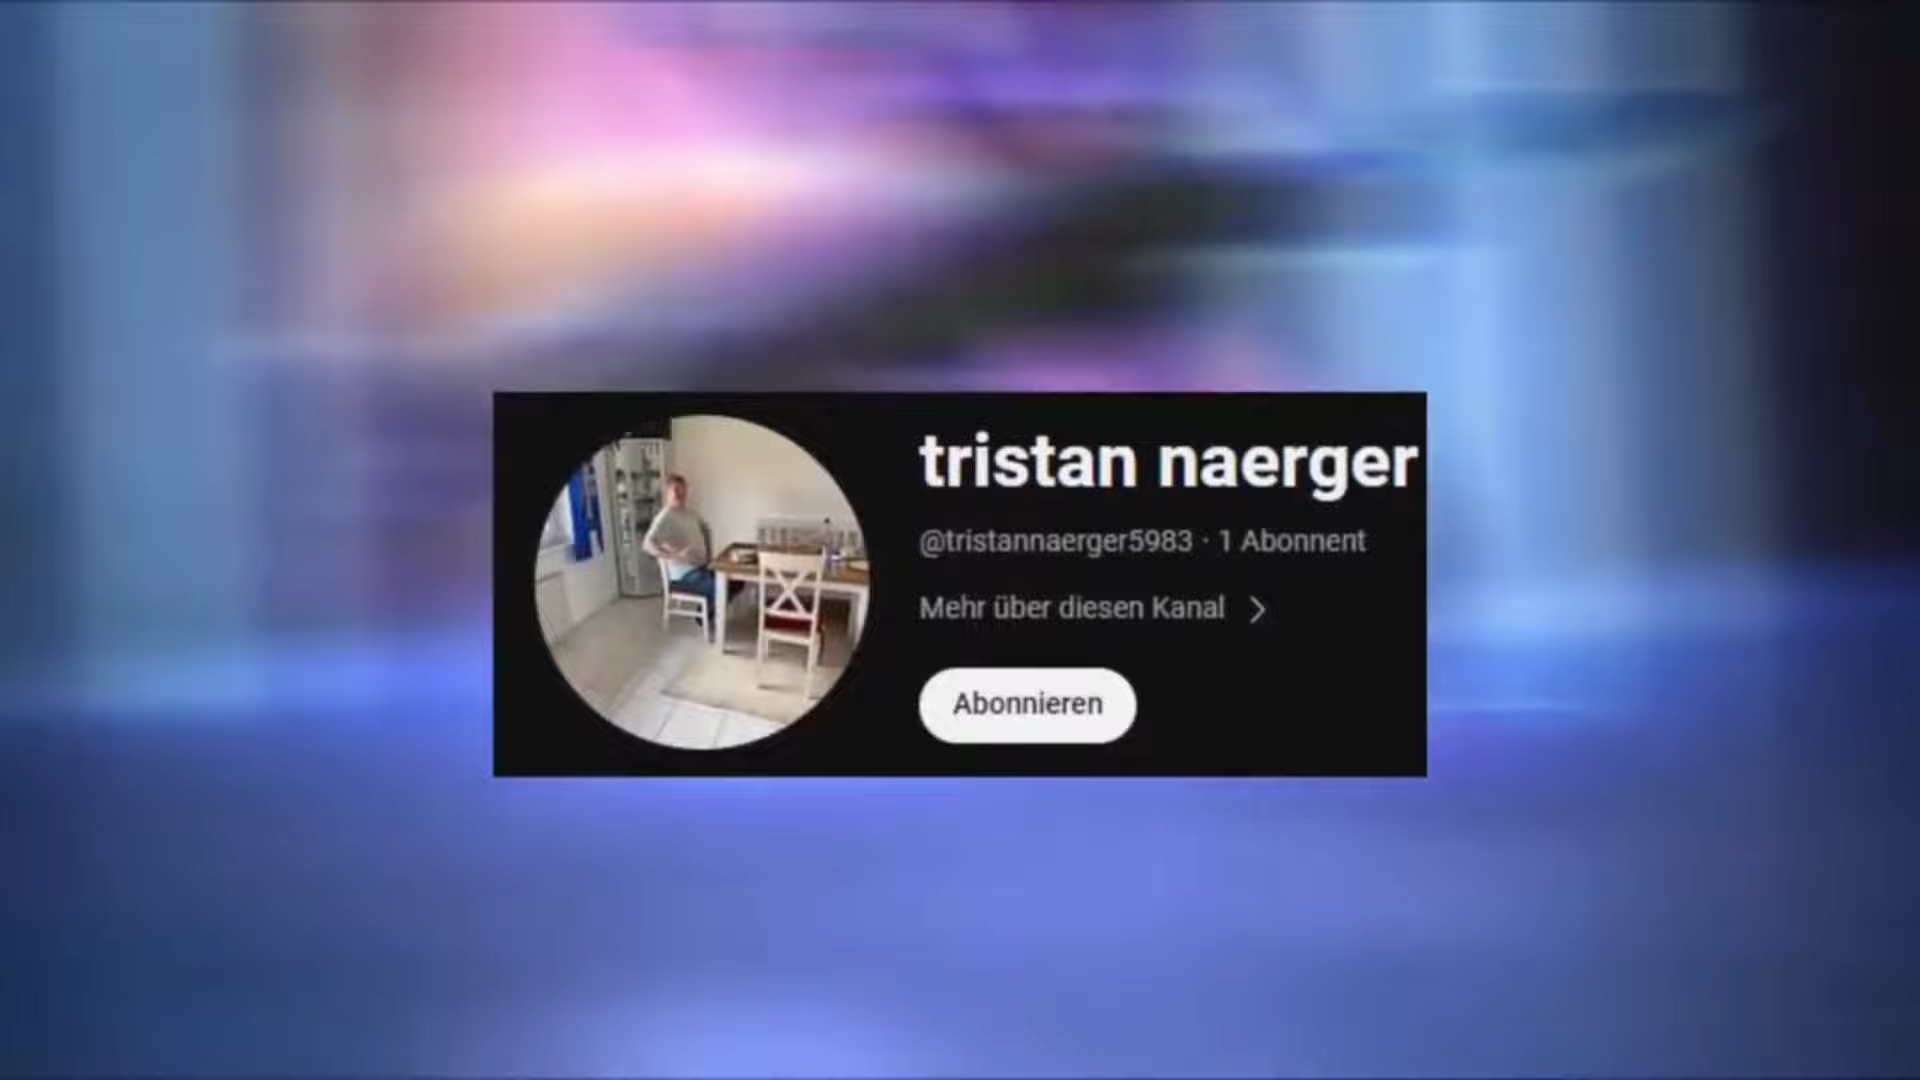 tristan naerger
@tristannaerger5983 · 1 Abonnent
Mehr über diesen Kanal
Abonnieren